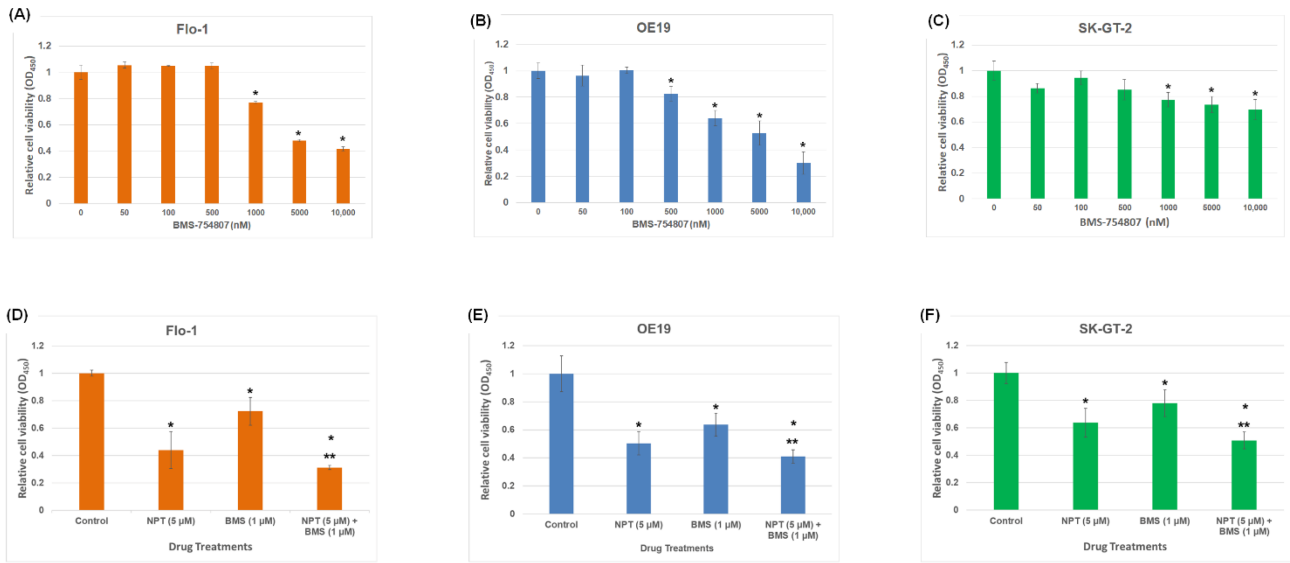 (A)
Flo-1
Relative cell viability (OD₄₅₀)
1.2
1
0.8
0.6
0.4
0.2
0
*
*
*
0 50 100 500 1000 5000 10,000
BMS-754807 (nM)
(B)
OE19
Relative cell viability (OD₄₅₀)
1.2
1
0.8
0.6
0.4
0.2
0
*
*
*
*
0 50 100 500 1000 5000 10,000
BMS-754807 (nM)
(C)
SK-GT-2
Relative cell viability (OD₄₅₀)
1.2
1
0.8
0.6
0.4
0.2
0
* * *
0 50 100 500 1000 5000 10,000
BMS-754807 (nM)
(D)
Flo-1
Relative cell viability (OD₄₅₀)
1.2
1
0.8
0.6
0.4
0.2
0
*
*
*
**
Control NPT (5 µM) BMS (1 µM) NPT (5 µM) +
BMS (1 µM)
Drug Treatments
(E)
OE19
Relative cell viability (OD₄₅₀)
1.2
1
0.8
0.6
0.4
0.2
0
*
*
*
**
Control NPT (5 µM) BMS (1 µM) NPT (5 µM) +
BMS (1 µM)
Drug Treatments
(F)
SK-GT-2
Relative cell viability (OD₄₅₀)
1.2
1
0.8
0.6
0.4
0.2
0
*
*
*
**
Control NPT (5 µM) BMS (1 µM) NPT (5 µM) +
BMS (1 µM)
Drug Treatments